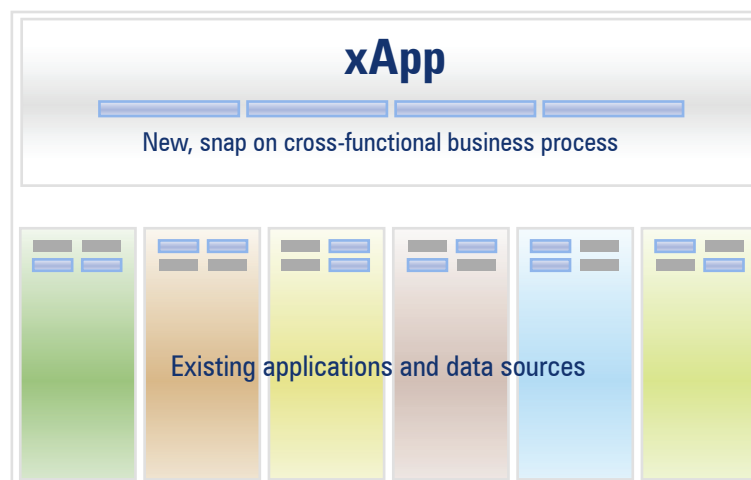 xApp
New, snap on cross-functional business process
Existing applications and data sources